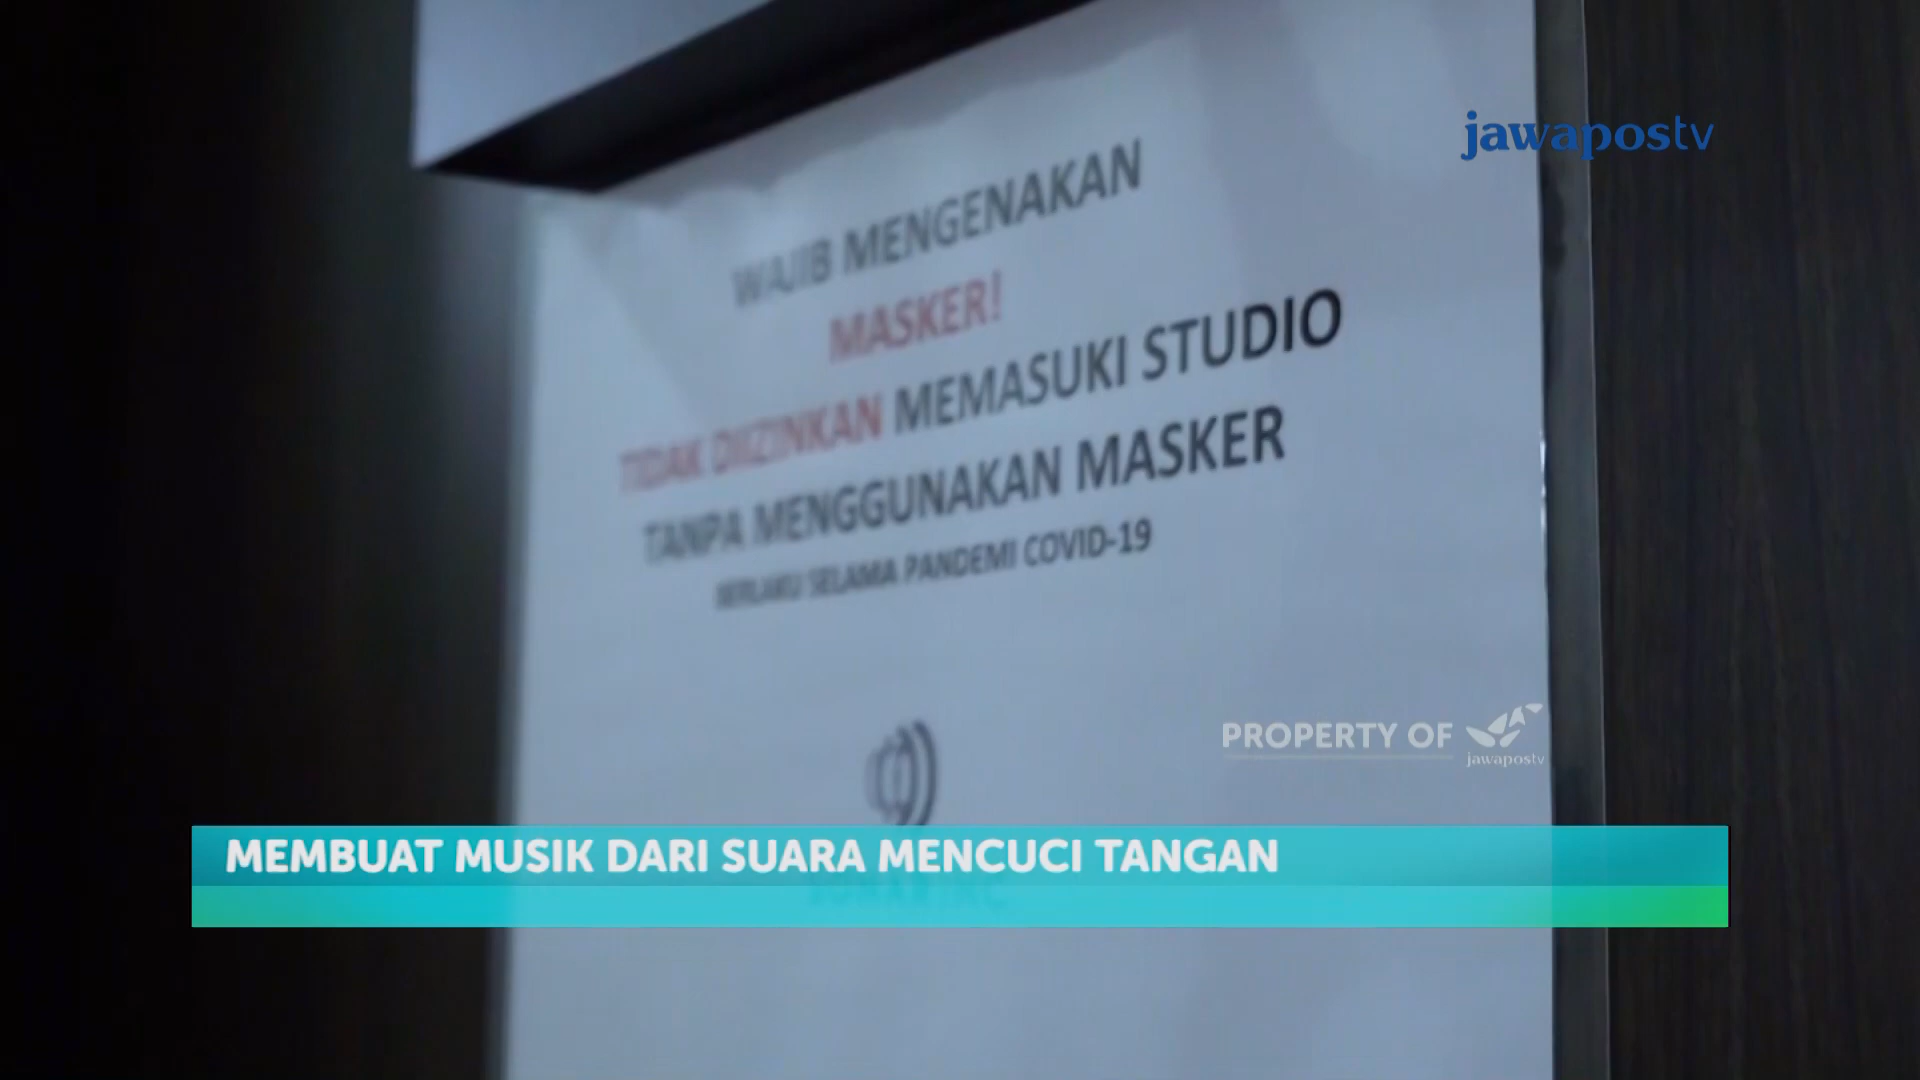 jawapostv
WAJIB MENGENAKAN
MASKER!
TIDAK DIIZINKAN MEMASUKI STUDIO
TANPA MENGGUNAKAN MASKER
BERLAKU SELAMA PANDEMI COVID-19
PROPERTY OF
jawapostv
MEMBUAT MUSIK DARI SUARA MENCUCI TANGAN